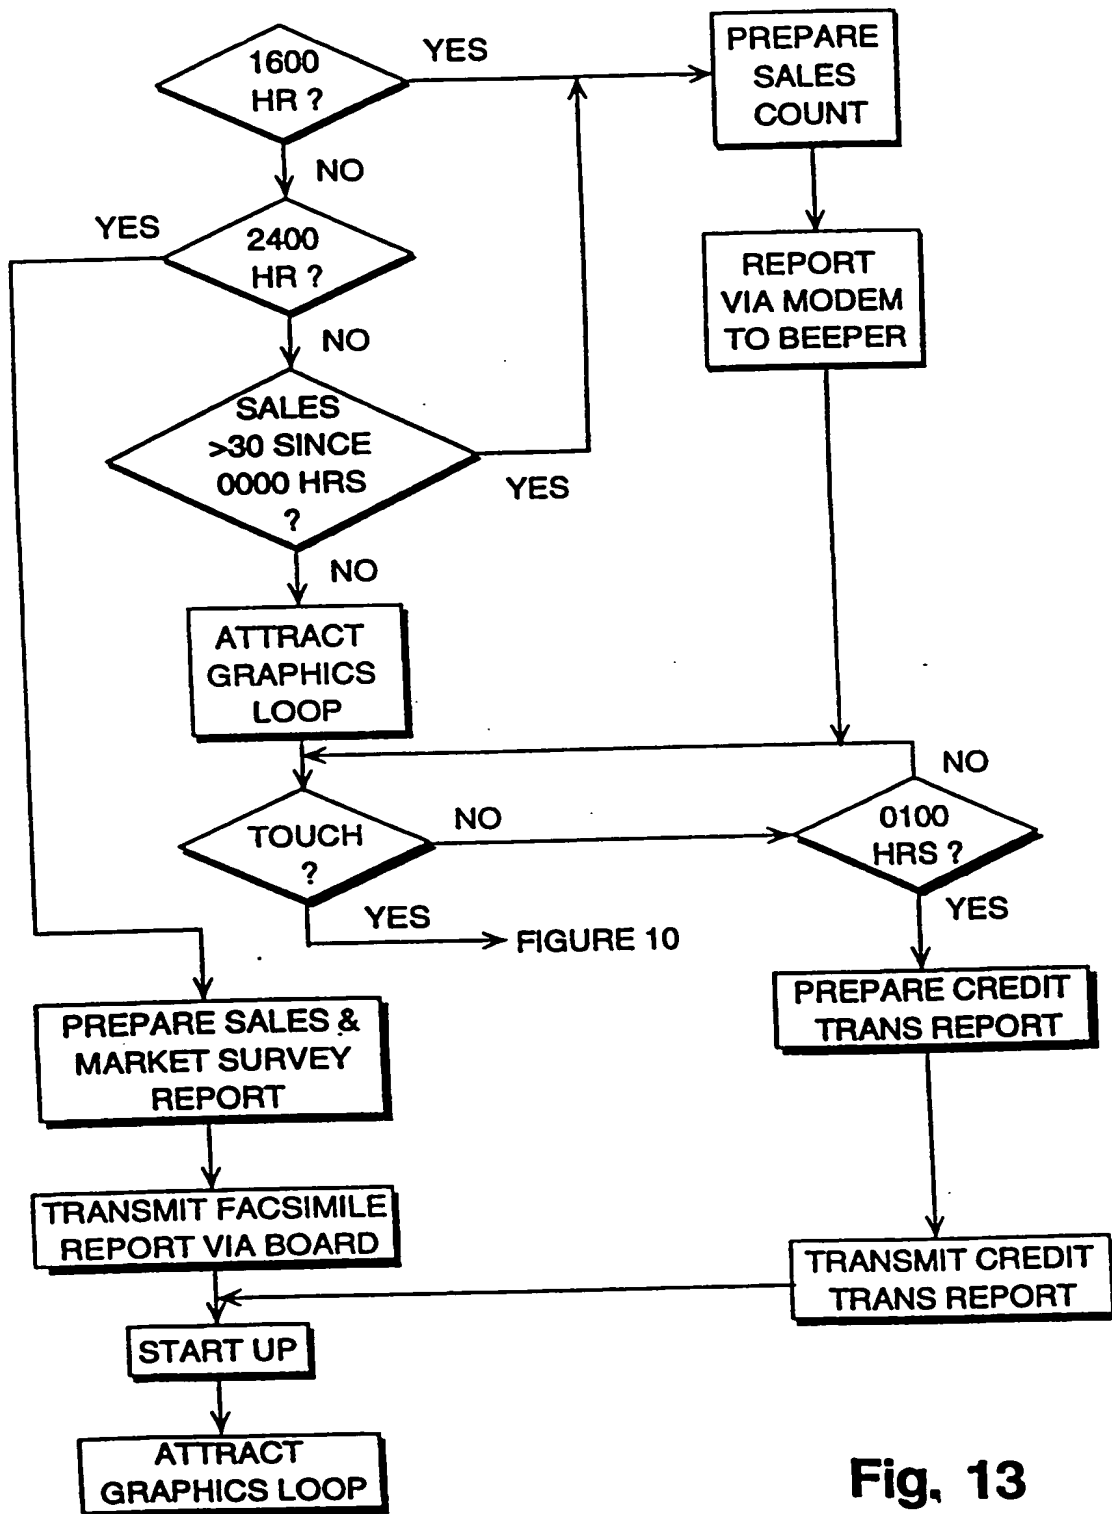 1600
HR ?
YES
PREPARE
SALES
COUNT
NO
YES
2400
HR ?
REPORT
VIA MODEM
TO BEEPER
NO
SALES
>30 SINCE
0000 HRS
?
YES
NO
ATTRACT
GRAPHICS
LOOP
NO
TOUCH
?
NO
0100
HRS ?
YES
FIGURE 10
YES
PREPARE CREDIT
TRANS REPORT
PREPARE SALES &
MARKET SURVEY
REPORT
TRANSMIT FACSIMILE
REPORT VIA BOARD
TRANSMIT CREDIT
TRANS REPORT
START UP
ATTRACT
GRAPHICS LOOP
Fig. 13